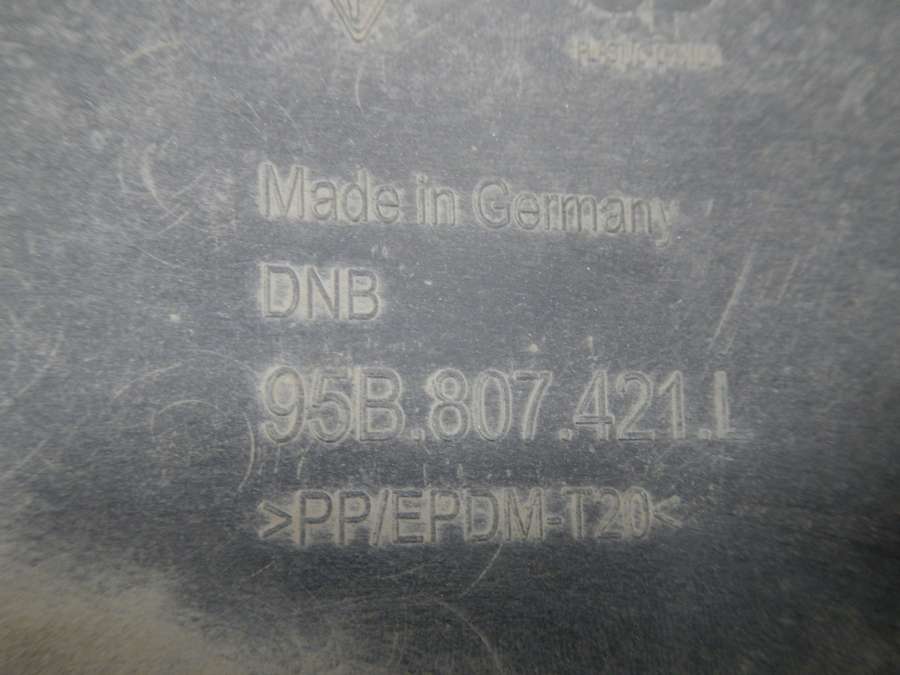 Made in Germany
DNB
95B.807.421.L
>PP/EPDM-T20<